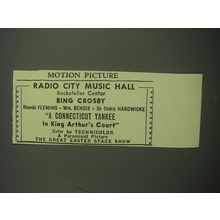 MOTION PICTURE
RADIO CITY MUSIC HALL
Rockefeller Center
BING CROSBY
Rhonda FLEMING • Wm. BENDIX • Sir Cedric HARDWICKE
"A CONNECTICUT YANKEE
In King Arthur's Court"
Color by TECHNICOLOR
A Paramount Picture
THE GREAT EASTER STAGE SHOW